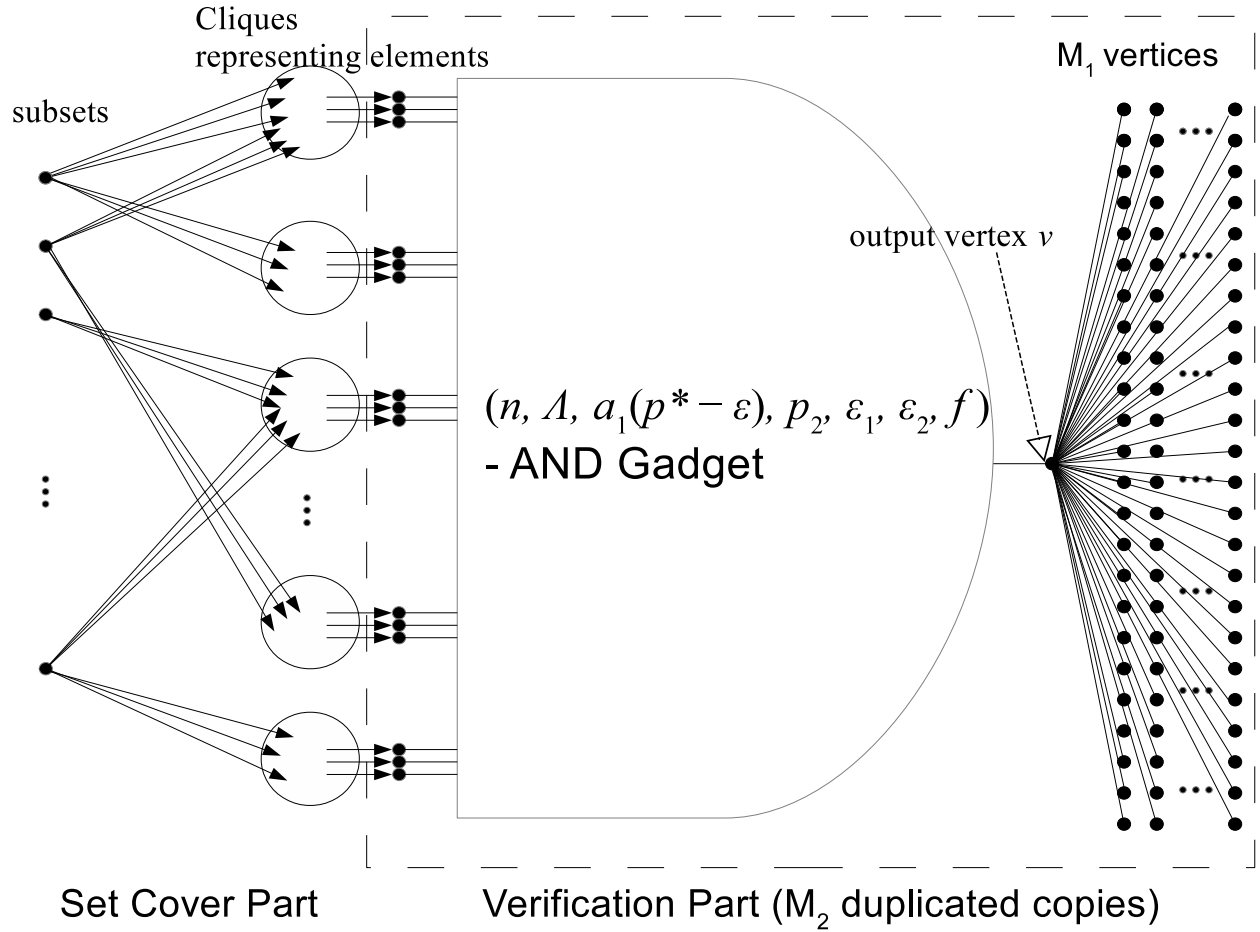 Cliques
representing elements
M₁ vertices
subsets
output vertex v
(n, Λ, a₁(p* − ε), p₂, ε₁, ε₂, f)
- AND Gadget
Set Cover Part
Verification Part (M₂ duplicated copies)